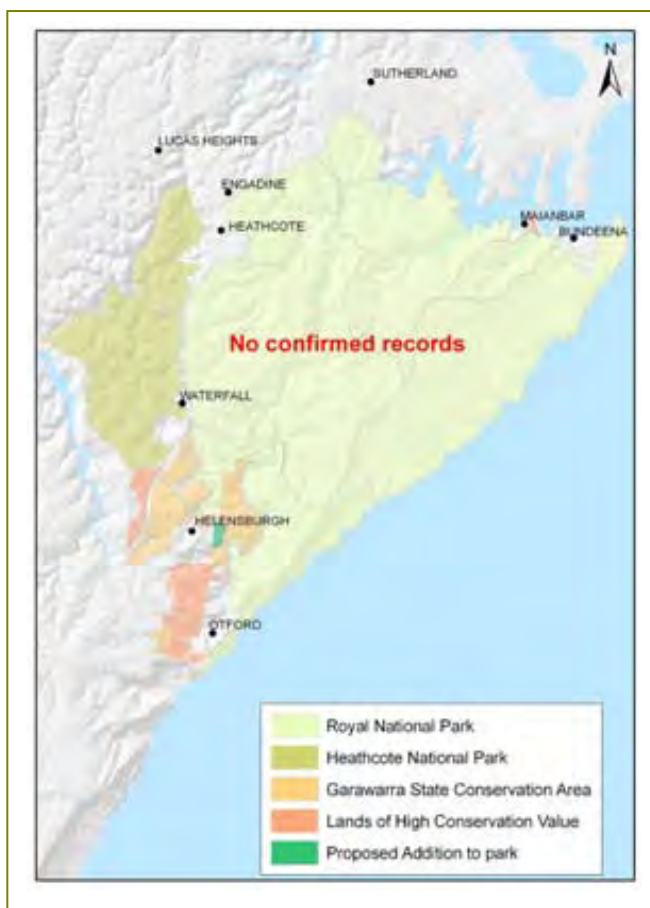 N
SUTHERLAND
LUCAS HEIGHTS
ENGADINE
HEATHCOTE
MAIANBAR
BUNDEENA
No confirmed records
WATERFALL
HELENSBURGH
OTFORD
Royal National Park
Heathcote National Park
Garawarra State Conservation Area
Lands of High Conservation Value
Proposed Addition to park